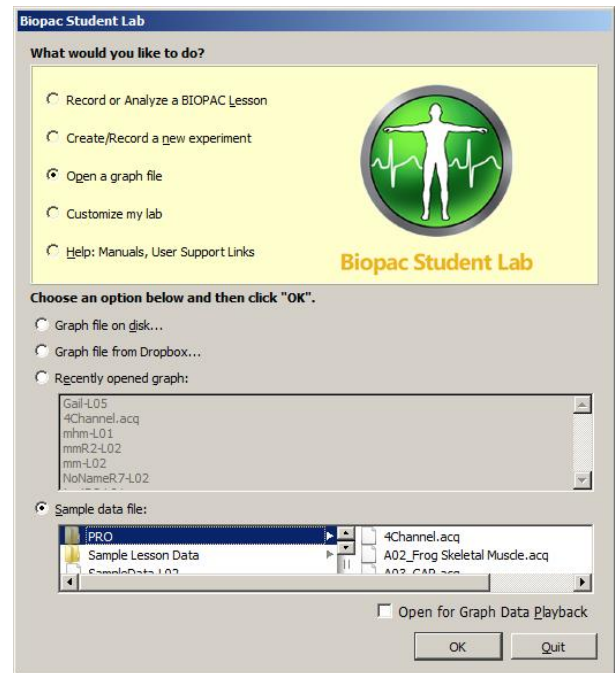 Biopac Student Lab
What would you like to do?
Record or Analyze a BIOPAC Lesson
Create/Record a new experiment
Open a graph file
Customize my lab
Help: Manuals, User Support Links
Biopac Student Lab
Choose an option below and then click "OK".
Graph file on disk...
Graph file from Dropbox...
Recently opened graph:
Gail-L05
4Channel.acq
mhm-L01
mmR2-L02
mm-L02
NoNameR7-L02
Sample data file:
PRO
4Channel.acq
Sample Lesson Data
A02_Frog Skeletal Muscle.acq
SampleData-L02
A03_CAP.acq
Open for Graph Data Playback
OK
Quit